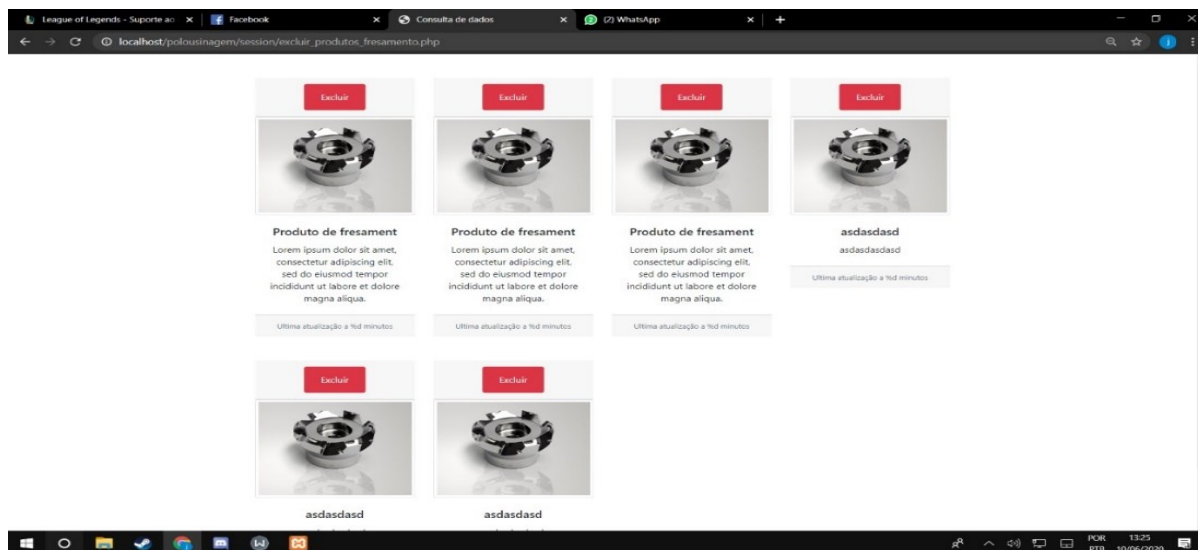 League of Legends - Suporte ao
Facebook
Consulta de dados
(2) WhatsApp
localhost/polousinagem/session/excluir_produtos_fresamento.php
Excluir
Excluir
Excluir
Excluir
Produto de fresament
Lorem ipsum dolor sit amet,
consectetur adipiscing elit,
sed do eiusmod tempor
incididunt ut labore et dolore
magna aliqua.
Ultima atualização a %d minutos
Produto de fresament
Lorem ipsum dolor sit amet,
consectetur adipiscing elit,
sed do eiusmod tempor
incididunt ut labore et dolore
magna aliqua.
Ultima atualização a %d minutos
Produto de fresament
Lorem ipsum dolor sit amet,
consectetur adipiscing elit,
sed do eiusmod tempor
incididunt ut labore et dolore
magna aliqua.
Ultima atualização a %d minutos
asdasdasd
asdasdasdasd
Ultima atualização a %d minutos
Excluir
Excluir
asdasdasd
asdasdasd
POR
PTB
13:25
10/06/2020